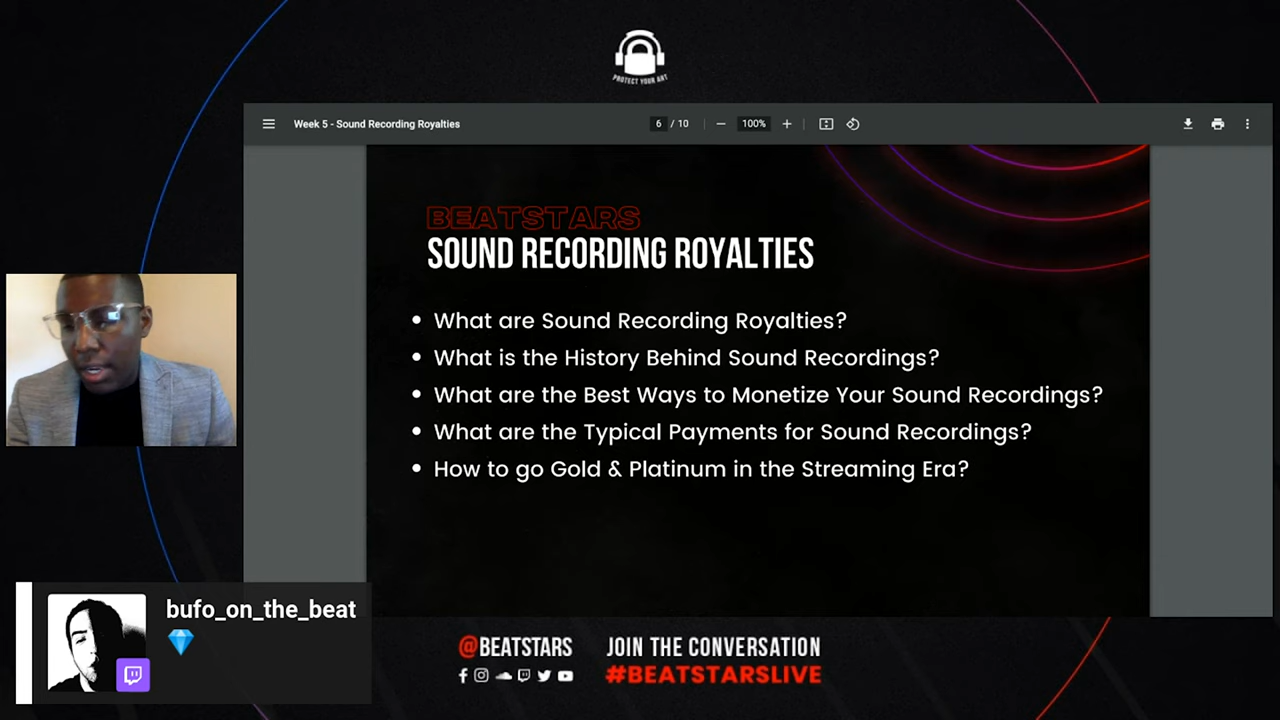 PROTECT YOUR ART
Week 5 - Sound Recording Royalties
6 / 10
100%
BEATSTARS
SOUND RECORDING ROYALTIES
• What are Sound Recording Royalties?
• What is the History Behind Sound Recordings?
• What are the Best Ways to Monetize Your Sound Recordings?
• What are the Typical Payments for Sound Recordings?
• How to go Gold & Platinum in the Streaming Era?
bufo_on_the_beat
💎
@BEATSTARS
JOIN THE CONVERSATION
#BEATSTARSLIVE